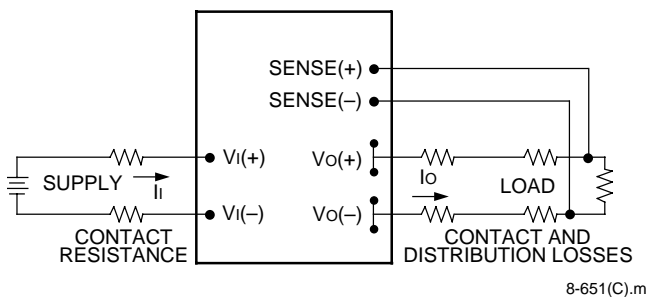 SENSE(+)
SENSE(–)
VI(+)
VO(+)
IO
SUPPLY
II
LOAD
VI(–)
VO(–)
CONTACT
RESISTANCE
CONTACT AND
DISTRIBUTION LOSSES
8-651(C).m